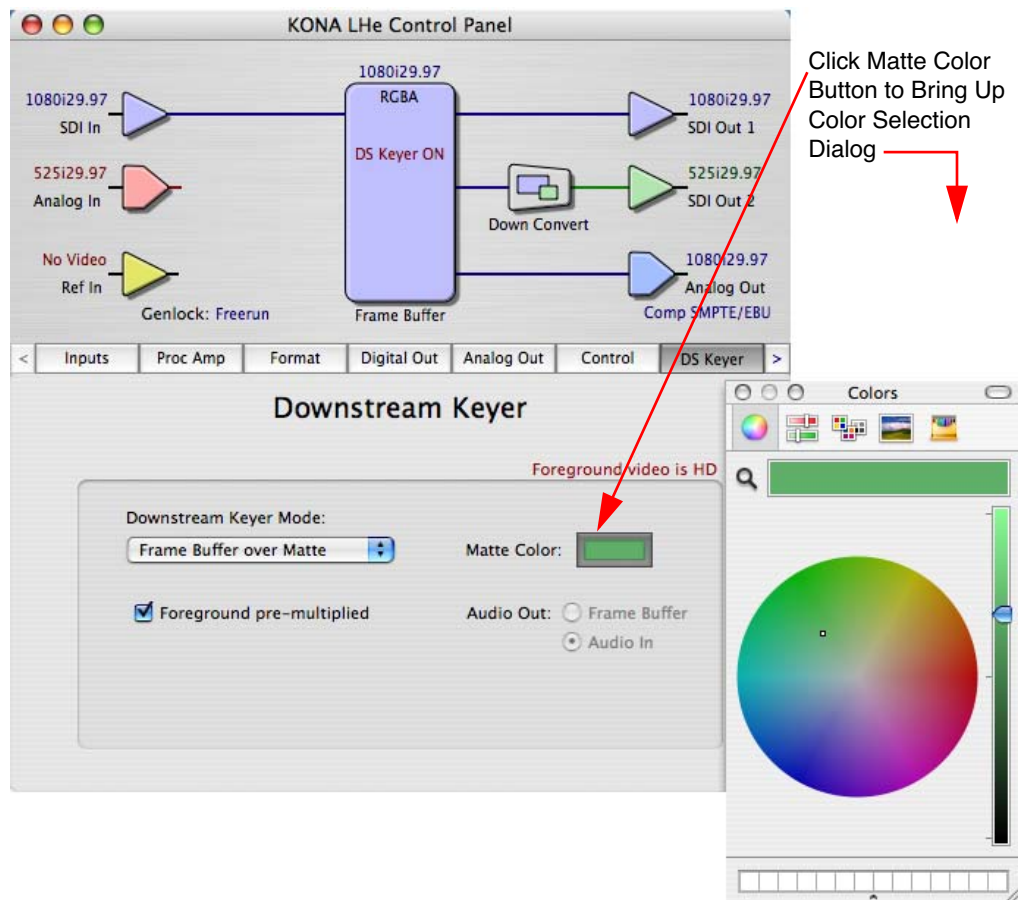 KONA LHe Control Panel
Click Matte Color
Button to Bring Up
Color Selection
Dialog
1080i29.97
RGBA
DS Keyer ON
Frame Buffer
1080i29.97
SDI In
525i29.97
Analog In
No Video
Ref In
Genlock: Freerun
1080i29.97
SDI Out 1
Down Convert
525i29.97
SDI Out 2
1080i29.97
Analog Out
Comp SMPTE/EBU
< Inputs Proc Amp Format Digital Out Analog Out Control DS Keyer >
Downstream Keyer
Foreground video is HD
Downstream Keyer Mode:
Frame Buffer over Matte
Matte Color:
Foreground pre-multiplied
Audio Out: Frame Buffer
Audio In
Colors